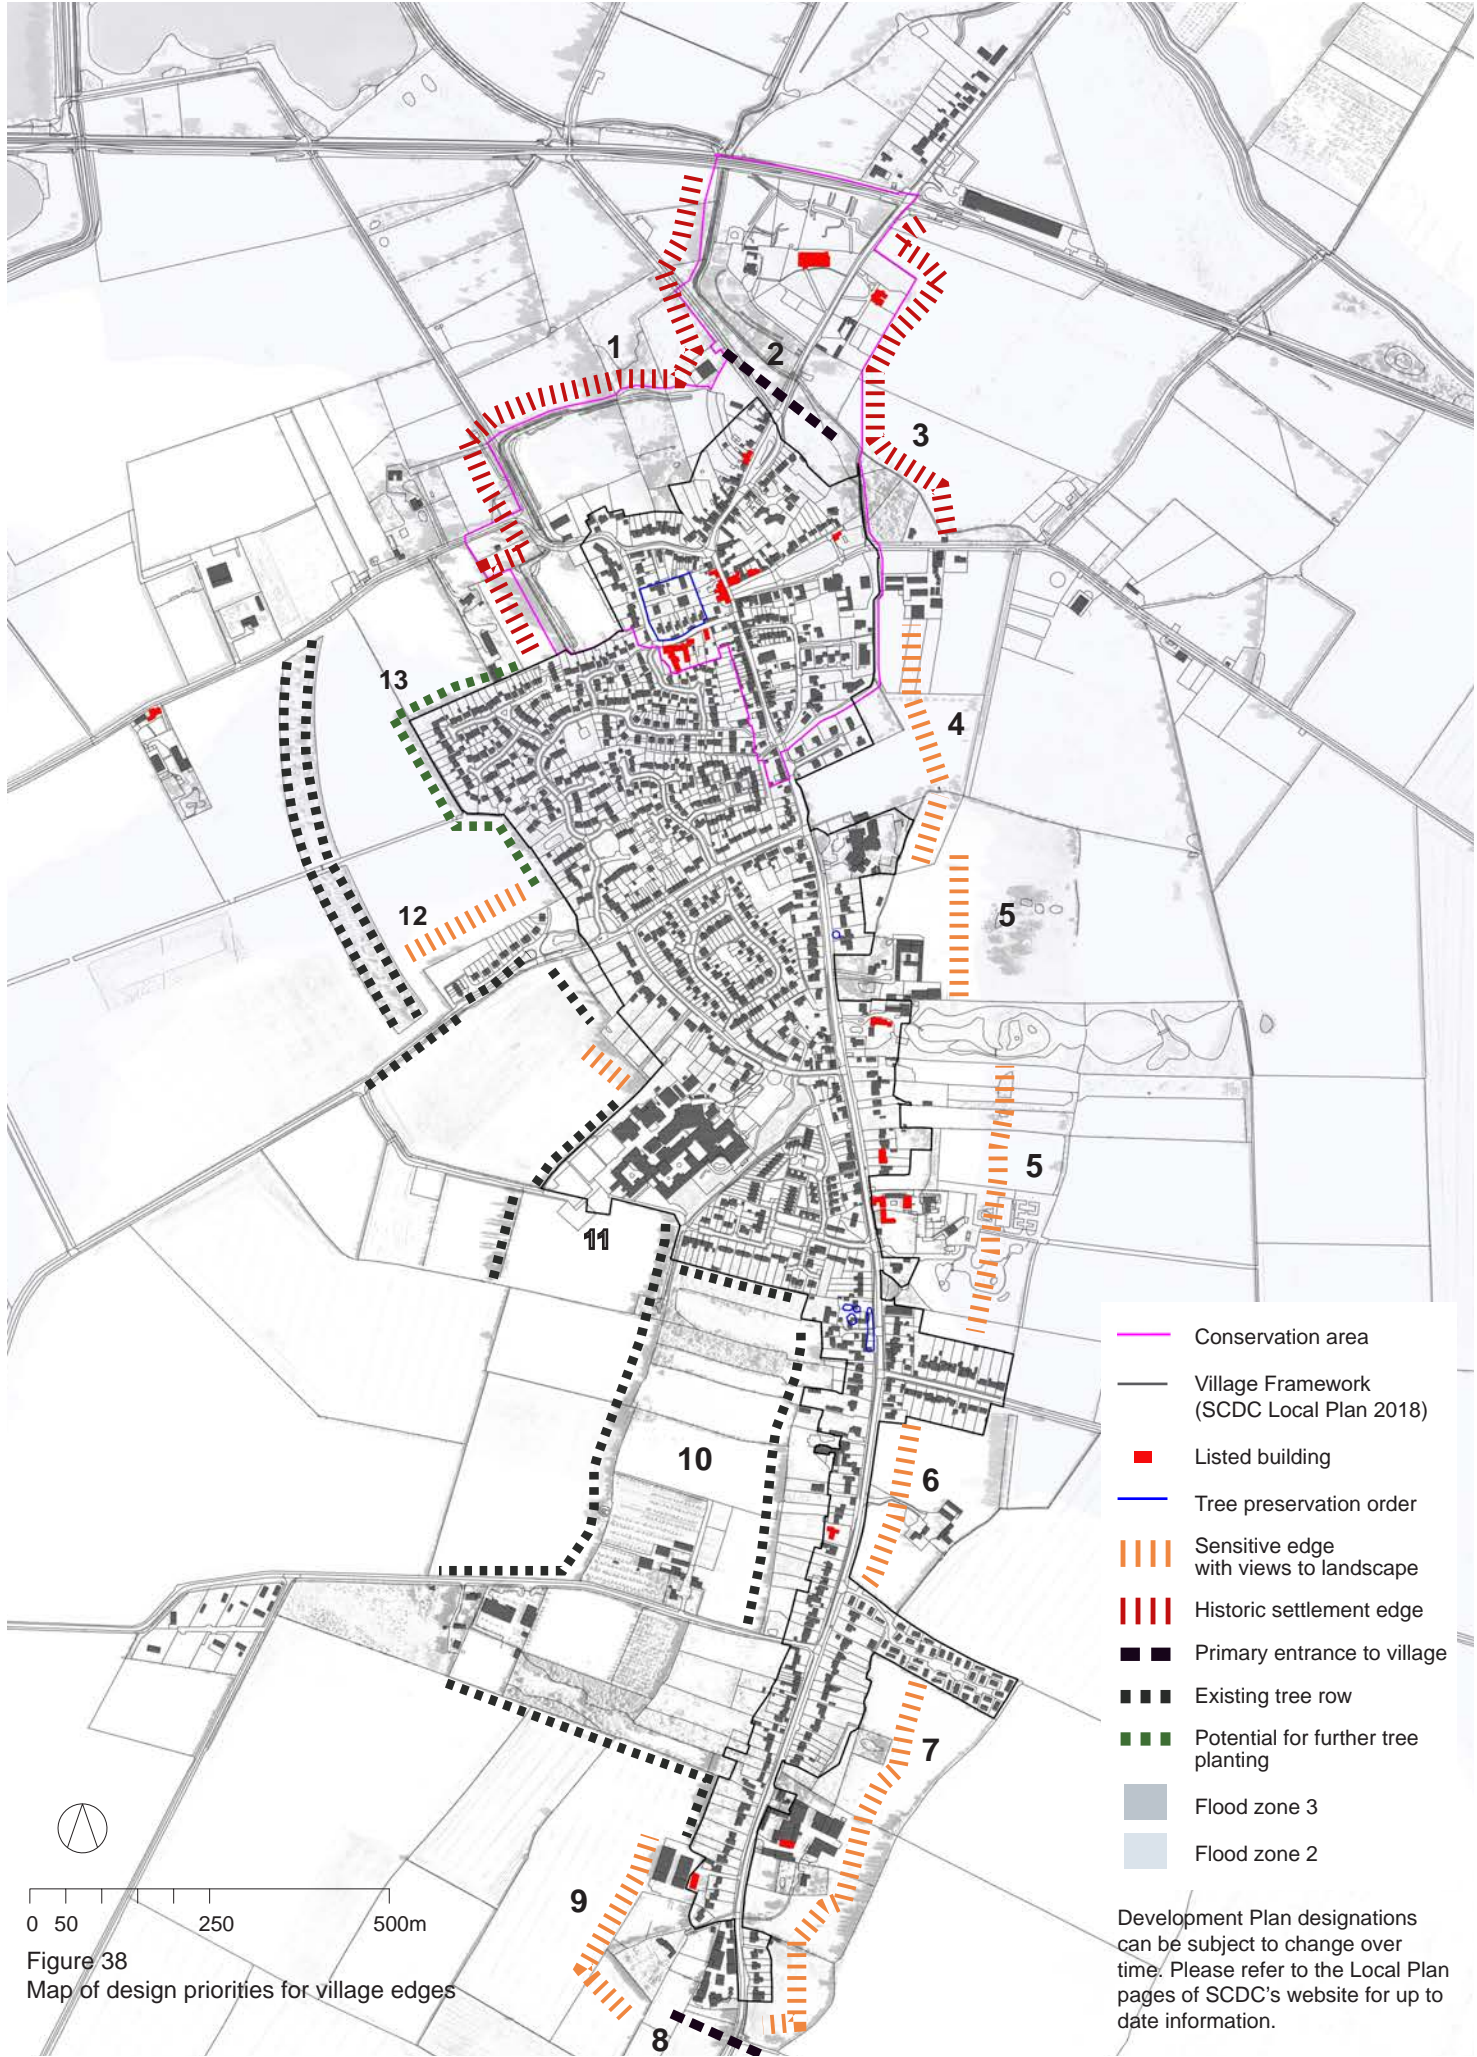 1
2
3
13
4
12
5
5
11
10
6
7
9
8
Conservation area
Village Framework
(SCDC Local Plan 2018)
Listed building
Tree preservation order
Sensitive edge
with views to landscape
Historic settlement edge
Primary entrance to village
Existing tree row
Potential for further tree
planting
Flood zone 3
Flood zone 2
0 50 250 500m
Figure 38
Map of design priorities for village edges
Development Plan designations
can be subject to change over
time. Please refer to the Local Plan
pages of SCDC's website for up to
date information.